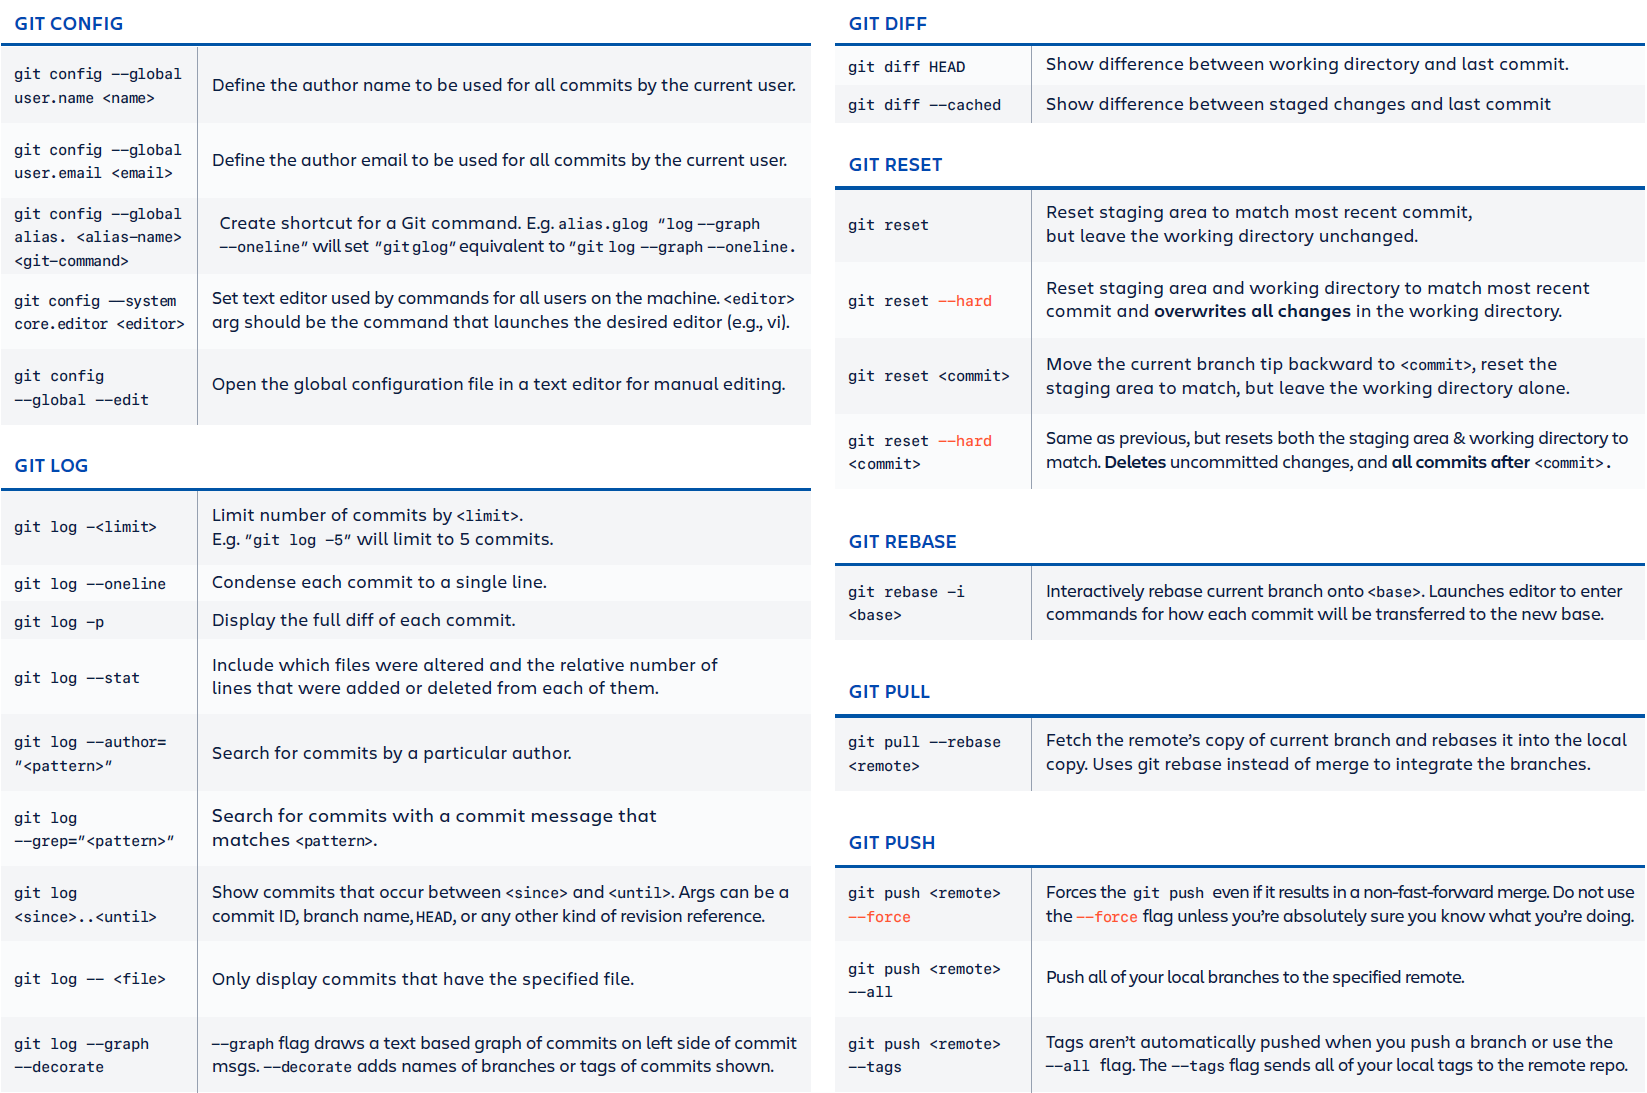 GIT CONFIG
git config --global
user.name <name>
Define the author name to be used for all commits by the current user.
git config --global
user.email <email>
Define the author email to be used for all commits by the current user.
git config --global
alias. <alias-name>
<git-command>
Create shortcut for a Git command. E.g. alias.glog “log --graph
--oneline” will set ”git glog” equivalent to ”git log --graph --oneline.
git config --system
core.editor <editor>
Set text editor used by commands for all users on the machine. <editor>
arg should be the command that launches the desired editor (e.g., vi).
git config
--global --edit
Open the global configuration file in a text editor for manual editing.
GIT LOG
git log -<limit>
Limit number of commits by <limit>.
E.g. ”git log -5” will limit to 5 commits.
git log --oneline
Condense each commit to a single line.
git log -p
Display the full diff of each commit.
git log --stat
Include which files were altered and the relative number of
lines that were added or deleted from each of them.
git log --author=
”<pattern>”
Search for commits by a particular author.
git log
--grep=”<pattern>”
Search for commits with a commit message that
matches <pattern>.
git log
<since>..<until>
Show commits that occur between <since> and <until>. Args can be a
commit ID, branch name, HEAD, or any other kind of revision reference.
git log -- <file>
Only display commits that have the specified file.
git log --graph
--decorate
--graph flag draws a text based graph of commits on left side of commit
msgs. --decorate adds names of branches or tags of commits shown.
GIT DIFF
git diff HEAD
Show difference between working directory and last commit.
git diff --cached
Show difference between staged changes and last commit
GIT RESET
git reset
Reset staging area to match most recent commit,
but leave the working directory unchanged.
git reset --hard
Reset staging area and working directory to match most recent
commit and overwrites all changes in the working directory.
git reset <commit>
Move the current branch tip backward to <commit>, reset the
staging area to match, but leave the working directory alone.
git reset --hard
<commit>
Same as previous, but resets both the staging area & working directory to
match. Deletes uncommitted changes, and all commits after <commit>.
GIT REBASE
git rebase -i
<base>
Interactively rebase current branch onto <base>. Launches editor to enter
commands for how each commit will be transferred to the new base.
GIT PULL
git pull --rebase
<remote>
Fetch the remote’s copy of current branch and rebases it into the local
copy. Uses git rebase instead of merge to integrate the branches.
GIT PUSH
git push <remote>
--force
Forces the git push even if it results in a non-fast-forward merge. Do not use
the --force flag unless you’re absolutely sure you know what you’re doing.
git push <remote>
--all
Push all of your local branches to the specified remote.
git push <remote>
--tags
Tags aren’t automatically pushed when you push a branch or use the
--all flag. The --tags flag sends all of your local tags to the remote repo.